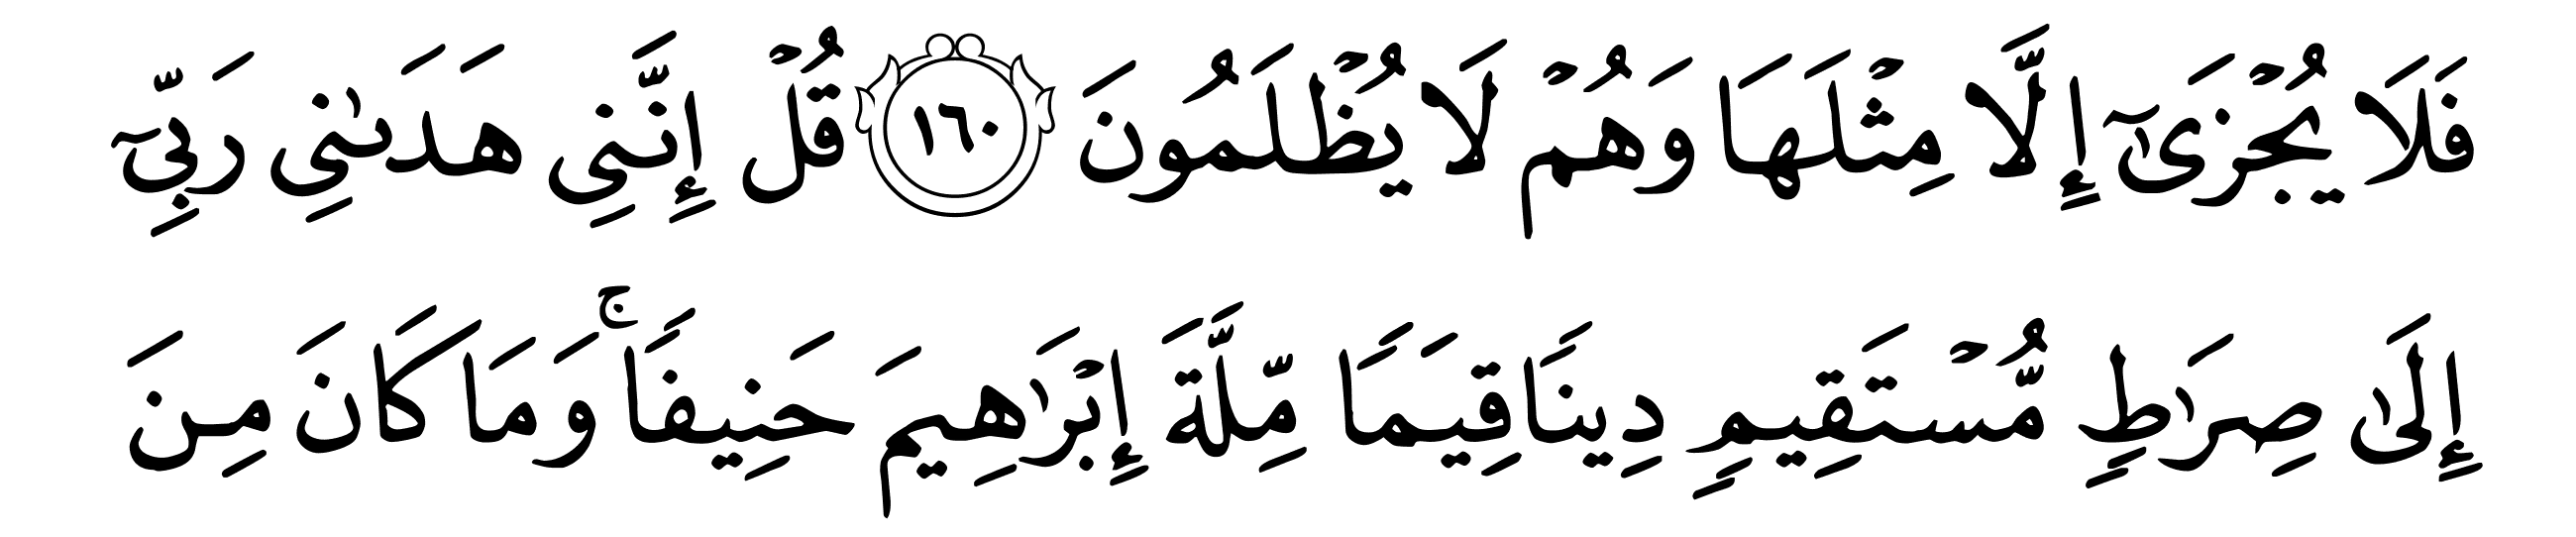 فَلَا يُجْزَىٰٓ إِلَّا مِثْلَهَا وَهُمْ لَا يُظْلَمُونَ ١٦٠ قُلْ إِنَّنِي هَدَىٰنِي رَبِّيٓ
إِلَىٰ صِرَٰطٍ مُّسْتَقِيمٍ دِينًا قِيَمًا مِّلَّةَ إِبْرَٰهِيمَ حَنِيفًا ۚ وَمَا كَانَ مِنَ